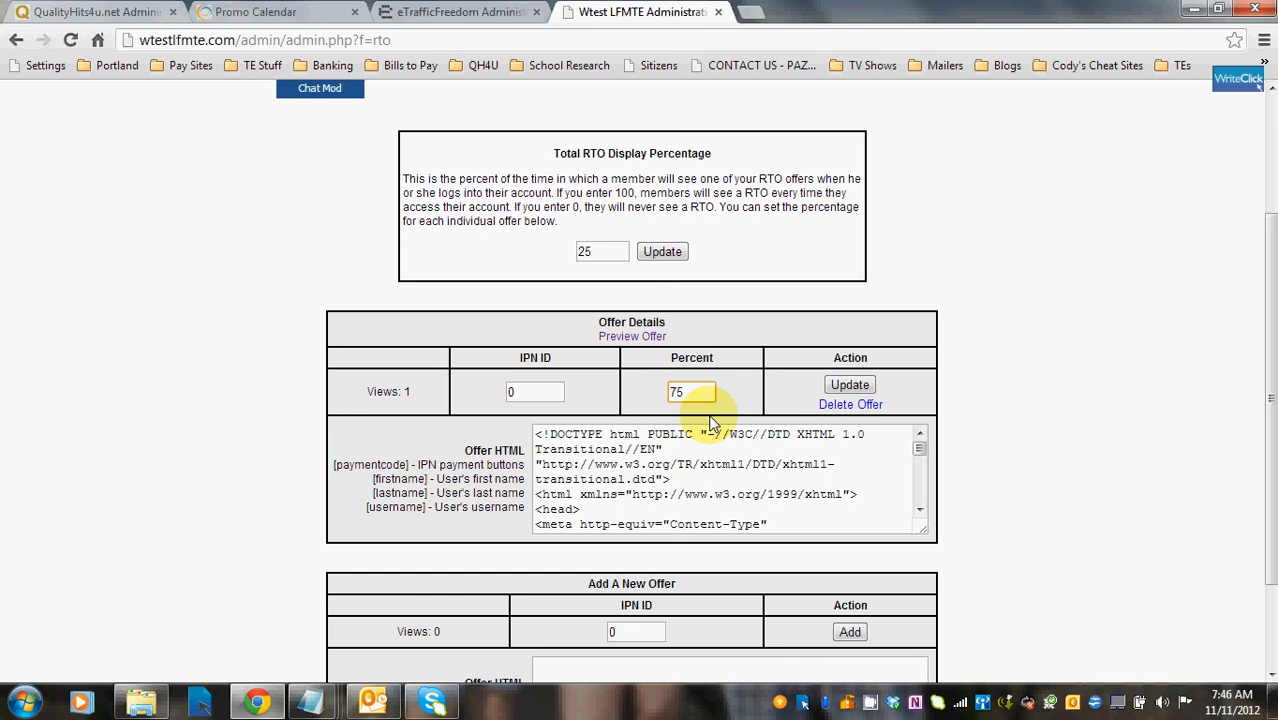 QualityHits4u.net Admini
Promo Calendar
eTrafficFreedom Administ
Wtest LFMTE Administrati
wtestlfmte.com/admin/admin.php?f=rto
Settings
Portland
Pay Sites
TE Stuff
Banking
Bills to Pay
QH4U
School Research
Sitizens
CONTACT US - PAZ...
TV Shows
Mailers
Blogs
Cody's Cheat Sites
TEs
WriteClick
Chat Mod
Total RTO Display Percentage
This is the percent of the time in which a member will see one of your RTO offers when he
or she logs into their account. If you enter 100, members will see a RTO every time they
access their account. If you enter 0, they will never see a RTO. You can set the percentage
for each individual offer below.
25 Update
Offer Details
Preview Offer
IPN ID Percent Action
Views: 1 0 75 Update
Delete Offer
Offer HTML
[paymentcode] - IPN payment buttons
[firstname] - User's first name
[lastname] - User's last name
[username] - User's username
<!DOCTYPE html PUBLIC "-//W3C//DTD XHTML 1.0
Transitional//EN"
"http://www.w3.org/TR/xhtml1/DTD/xhtml1-
transitional.dtd">
<html xmlns="http://www.w3.org/1999/xhtml">
<head>
<meta http-equiv="Content-Type"
Add A New Offer
IPN ID Action
Views: 0 0 Add
Offer HTML
7:46 AM
11/11/2012